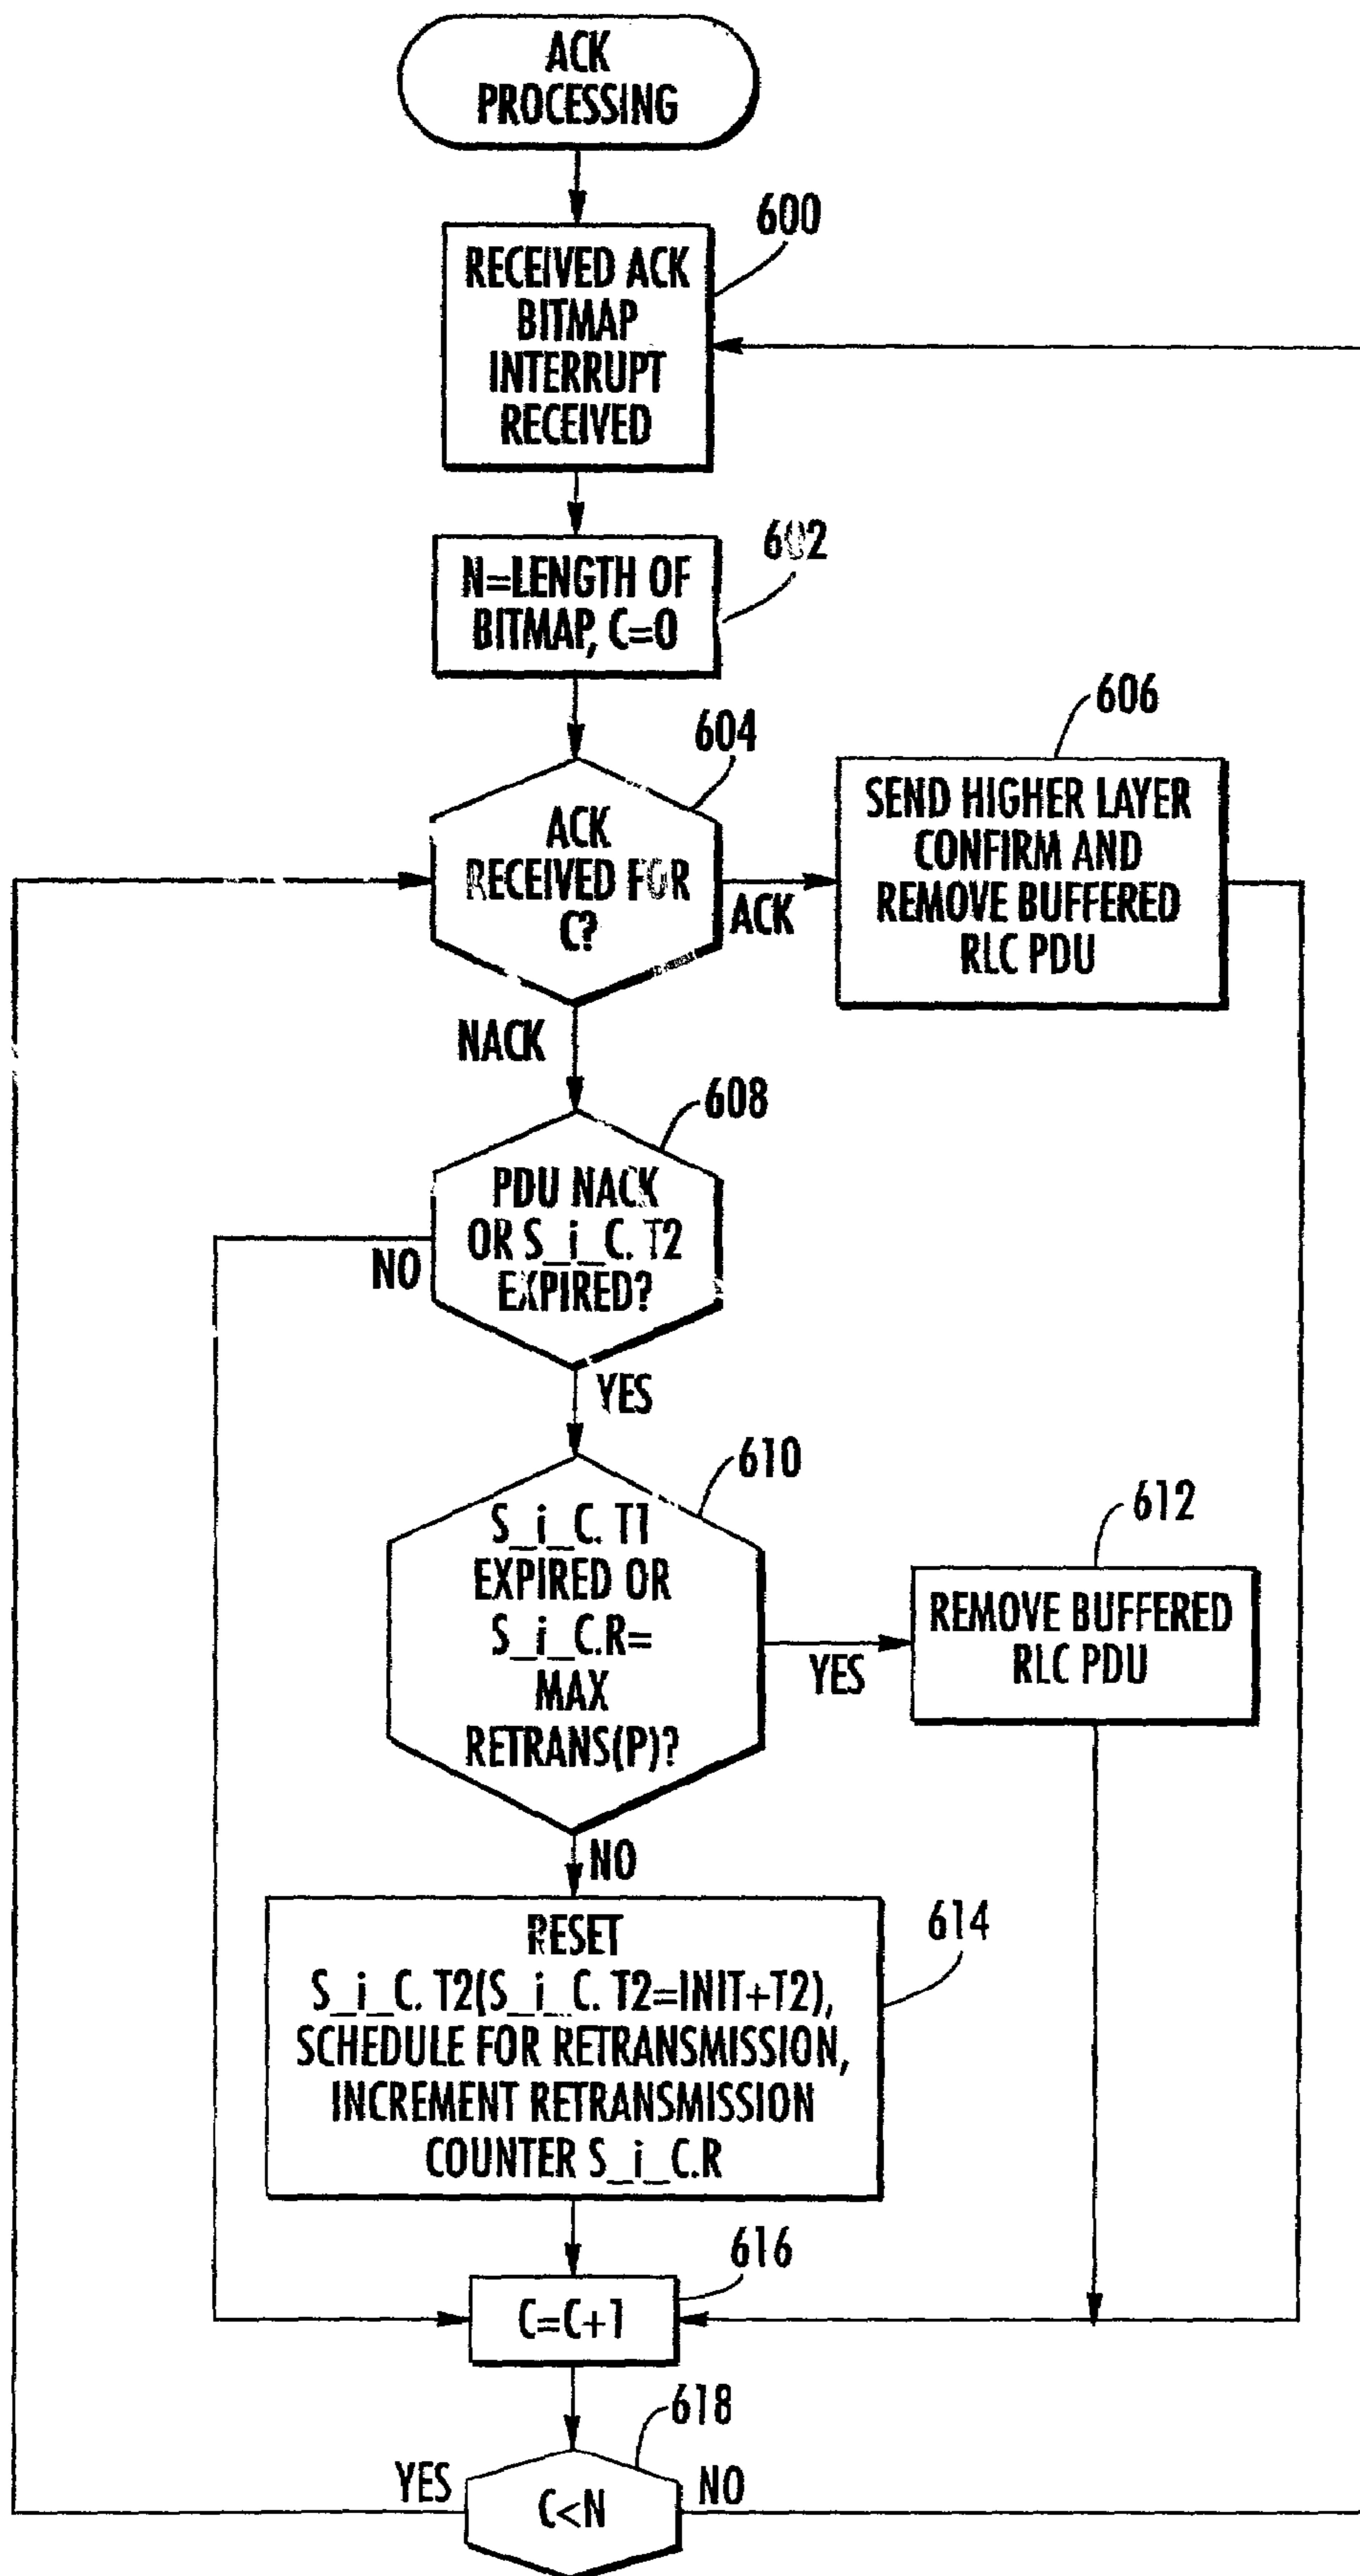 ACK
PROCESSING
600
RECEIVED ACK
BITMAP
INTERRUPT
RECEIVED
602
N=LENGTH OF
BITMAP, C=0
604
606
ACK
RECEIVED FOR
C?
ACK
SEND HIGHER LAYER
CONFIRM AND
REMOVE BUFFERED
RLC PDU
NACK
608
PDU NACK
OR S_i_C. T2
EXPIRED?
NO
YES
610
S_i_C. T1
EXPIRED OR
S_i_C.R=
MAX
RETRANS(P)?
YES
612
REMOVE BUFFERED
RLC PDU
NO
614
RESET
S_i_C. T2(S_i_C. T2=INIT+T2),
SCHEDULE FOR RETRANSMISSION,
INCREMENT RETRANSMISSION
COUNTER S_i_C.R
616
C=C+1
618
YES
C<N
NO